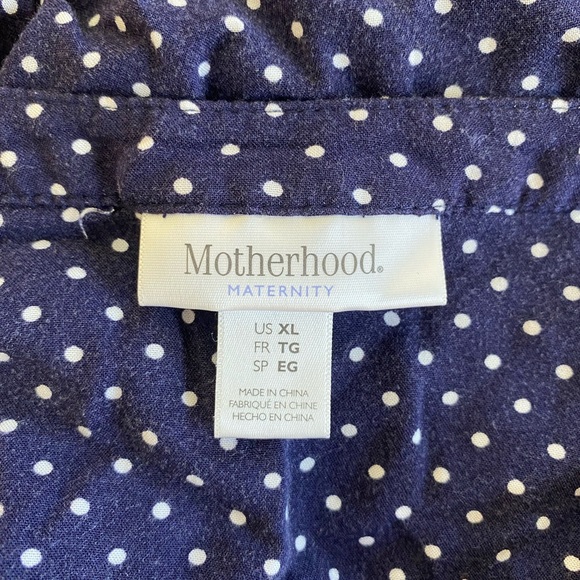 Motherhood®
MATERNITY
US XL
FR TG
SP EG
MADE IN CHINA
FABRIQUÉ EN CHINE
HECHO EN CHINA